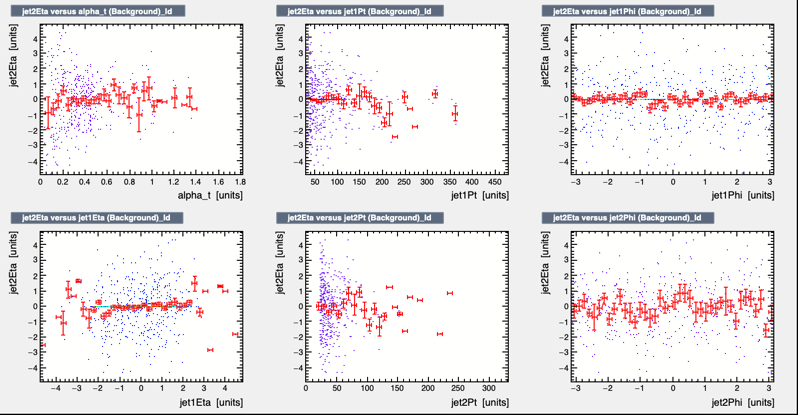 jet2Eta versus alpha_t (Background)_Id
jet2Eta [units]
4
3
2
1
0
−1
−2
−3
−4
0 0.2 0.4 0.6 0.8 1 1.2 1.4 1.6 1.8
alpha_t [units]
jet2Eta versus jet1Pt (Background)_Id
jet2Eta [units]
4
3
2
1
0
−1
−2
−3
−4
50 100 150 200 250 300 350 400 450
jet1Pt [units]
jet2Eta versus jet1Phi (Background)_Id
jet2Eta [units]
4
3
2
1
0
−1
−2
−3
−4
−3 −2 −1 0 1 2 3
jet1Phi [units]
jet2Eta versus jet1Eta (Background)_Id
jet2Eta [units]
4
3
2
1
0
−1
−2
−3
−4
−4 −3 −2 −1 0 1 2 3 4
jet1Eta [units]
jet2Eta versus jet2Pt (Background)_Id
jet2Eta [units]
4
3
2
1
0
−1
−2
−3
−4
0 50 100 150 200 250 300
jet2Pt [units]
jet2Eta versus jet2Phi (Background)_Id
jet2Eta [units]
4
3
2
1
0
−1
−2
−3
−4
−3 −2 −1 0 1 2 3
jet2Phi [units]